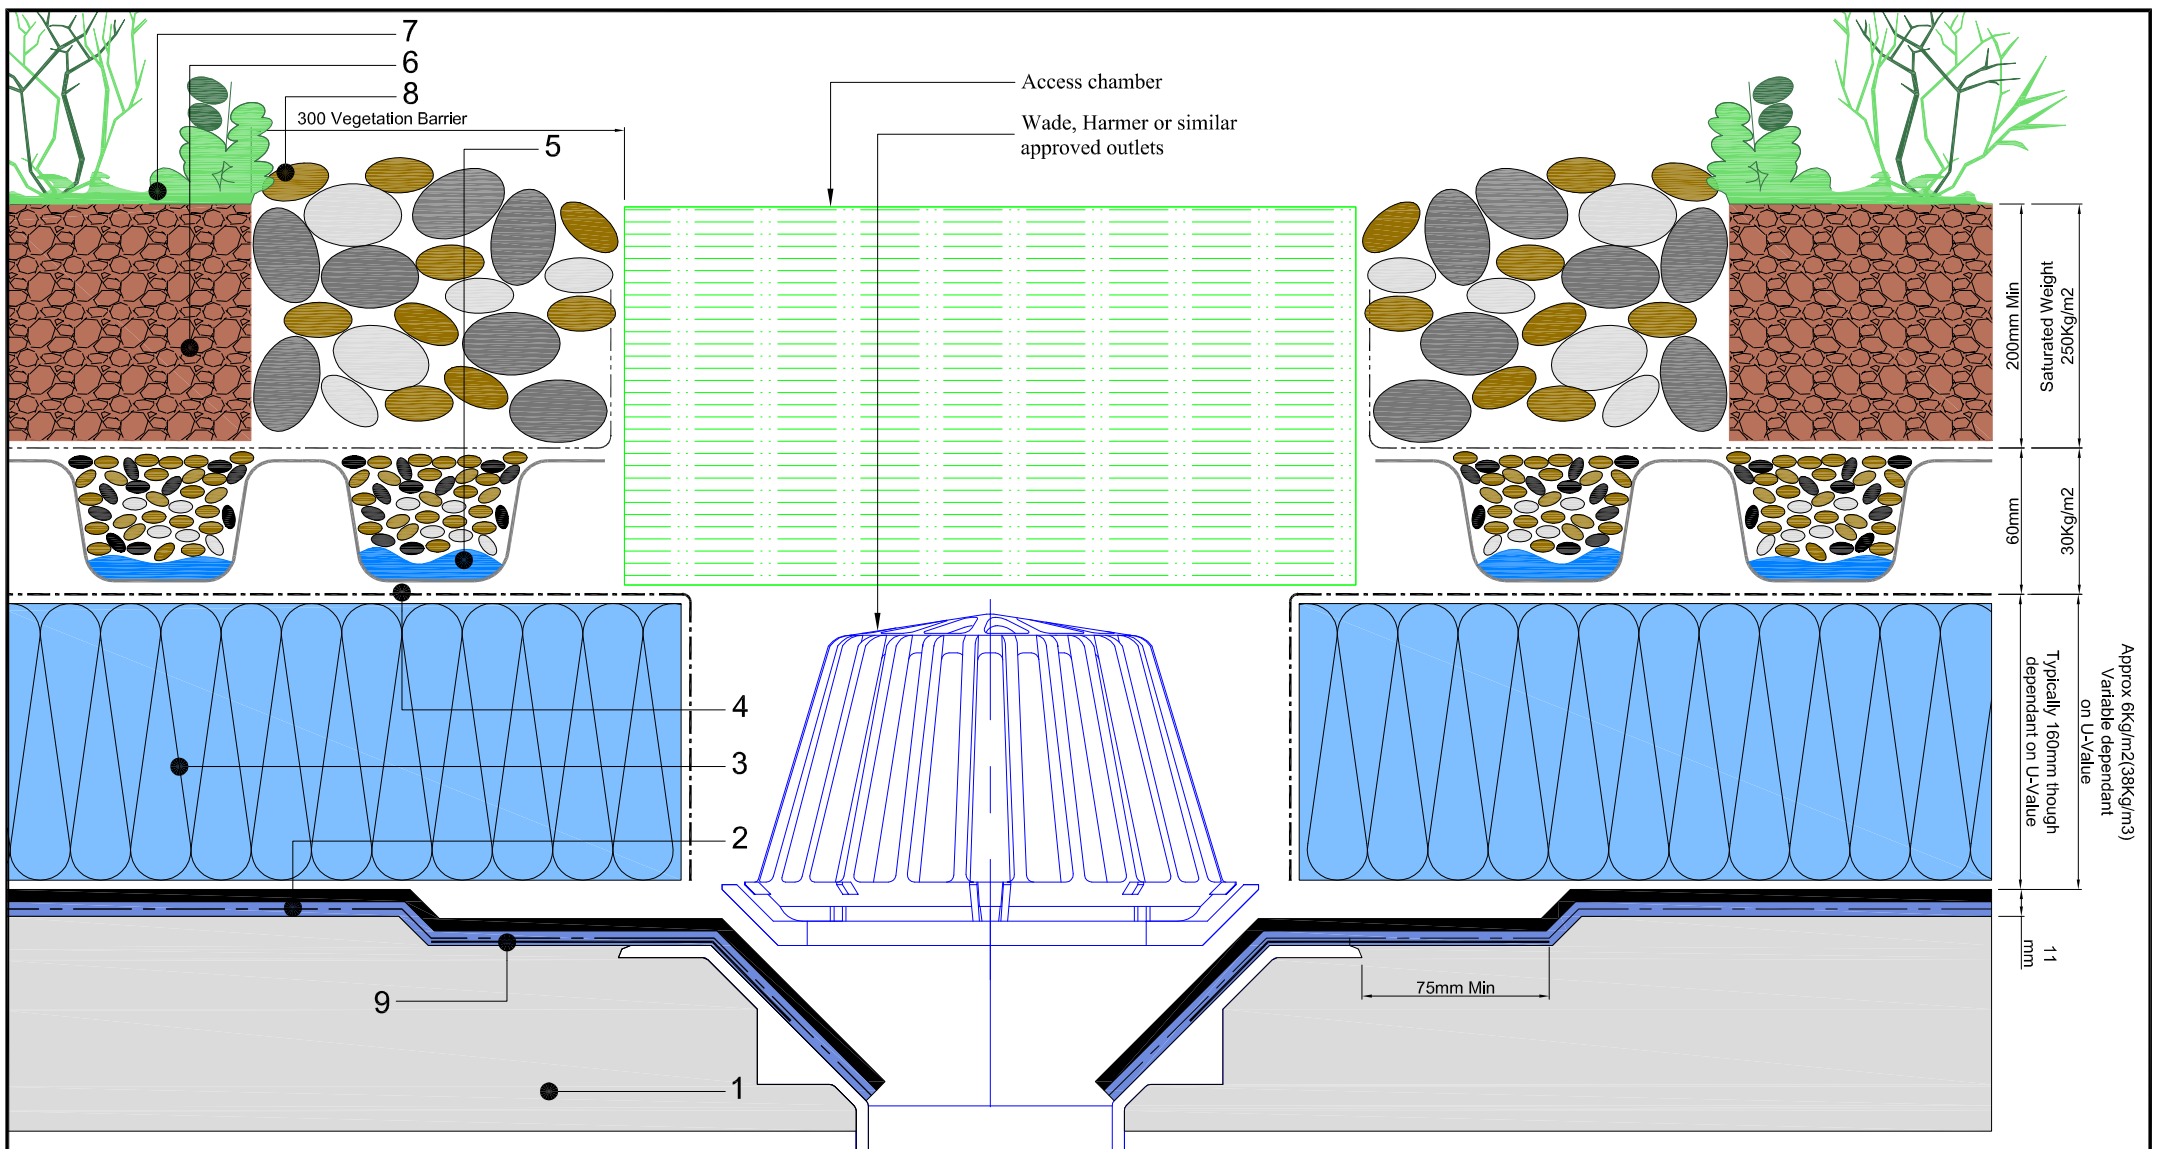 7
6
8
300 Vegetation Barrier
5
Access chamber
Wade, Harmer or similar
approved outlets
200mm Min
Saturated Weight
250Kg/m2
60mm
30Kg/m2
4
3
2
Typically 160mm though
dependant on U-Value
Approx 6Kg/m2(38Kg/m3)
Variable dependant
on U-Value
11
mm
75mm Min
9
1